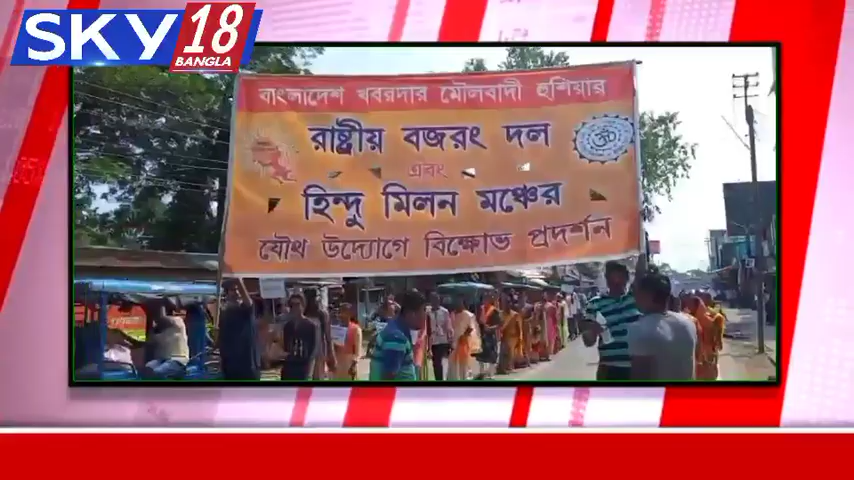 SKY 18
BANGLA
বাংলাদেশ খবরদার মৌলবাদী হুশিয়ার
রাষ্ট্রীয় বজরং দল
এবং
হিন্দু মিলন মঞ্চের
যৌথ উদ্যোগে বিক্ষোভ প্রদর্শন